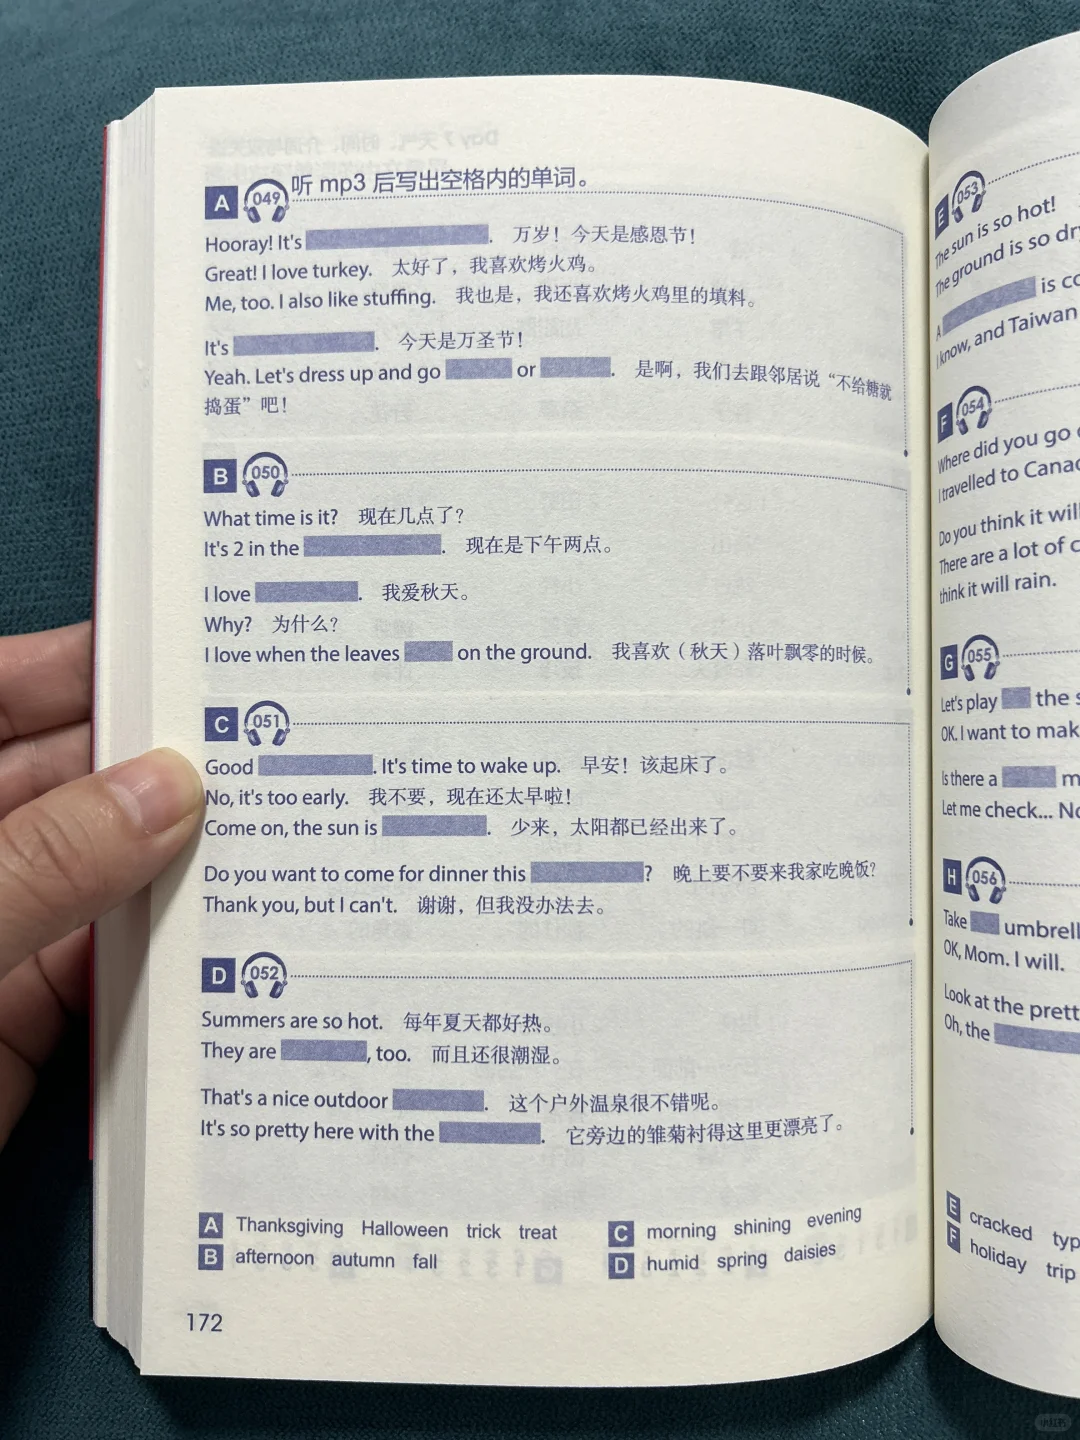 A 049 听 mp3 后写出空格内的单词。
Hooray! It's . 万岁！今天是感恩节！
Great! I love turkey. 太好了，我喜欢烤火鸡。
Me, too. I also like stuffing. 我也是，我还喜欢烤火鸡里的填料。
It's . 今天是万圣节！
Yeah. Let's dress up and go or . 是啊，我们去跟邻居说“不给糖就
捣蛋”吧！
B 050
What time is it? 现在几点了？
It's 2 in the . 现在是下午两点。
I love . 我爱秋天。
Why? 为什么？
I love when the leaves on the ground. 我喜欢（秋天）落叶飘零的时候。
C 051
Good . It's time to wake up. 早安！该起床了。
No, it's too early. 我不要，现在还太早啦！
Come on, the sun is . 少来，太阳都已经出来了。
Do you want to come for dinner this ? 晚上要不要来我家吃晚饭？
Thank you, but I can't. 谢谢，但我没办法去。
D 052
Summers are so hot. 每年夏天都好热。
They are , too. 而且还很潮湿。
That's a nice outdoor . 这个户外温泉很不错呢。
It's so pretty here with the . 它旁边的雏菊衬得这里更漂亮了。
A Thanksgiving Halloween trick treat
B afternoon autumn fall
C morning shining evening
D humid spring daisies
172
E 053
The sun is so hot!
The ground is so dry
A is co
I know, and Taiwan
F 054
Where did you go
I travelled to Canad
Do you think it will
There are a lot of c
think it will rain.
G 055
Let's play the s
OK. I want to mak
Is there a m
Let me check... No
H 056
Take umbrell
OK, Mom. I will.
Look at the prett
Oh, the
E cracked typ
F holiday trip